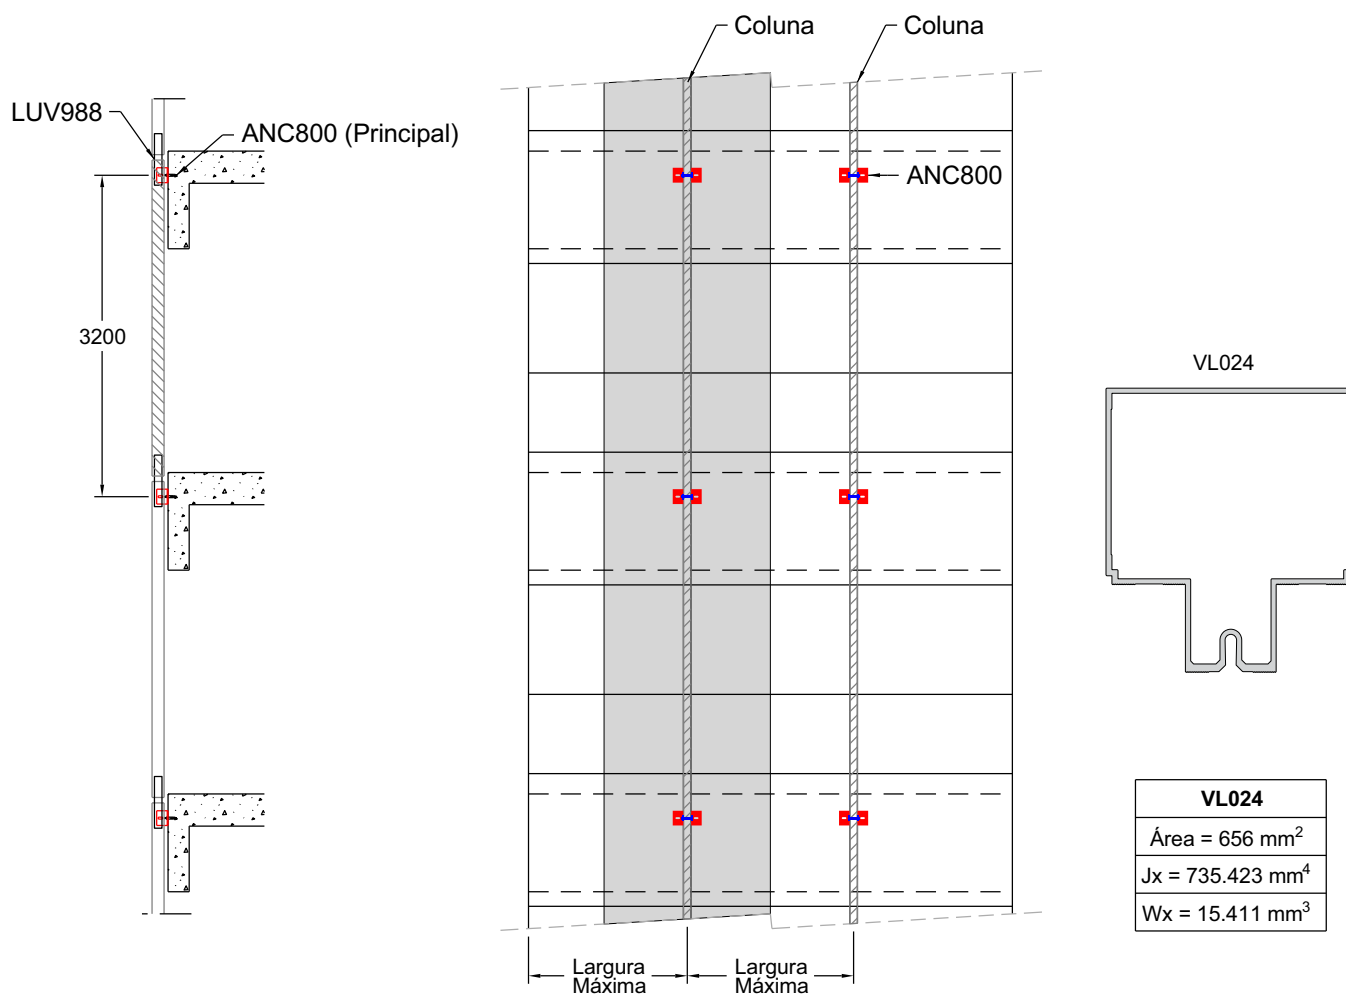 Coluna
Coluna
LUV988
ANC800 (Principal)
ANC800
3200
VL024
VL024
Área = 656 mm²
Jx = 735.423 mm⁴
Wx = 15.411 mm³
Largura
Máxima
Largura
Máxima